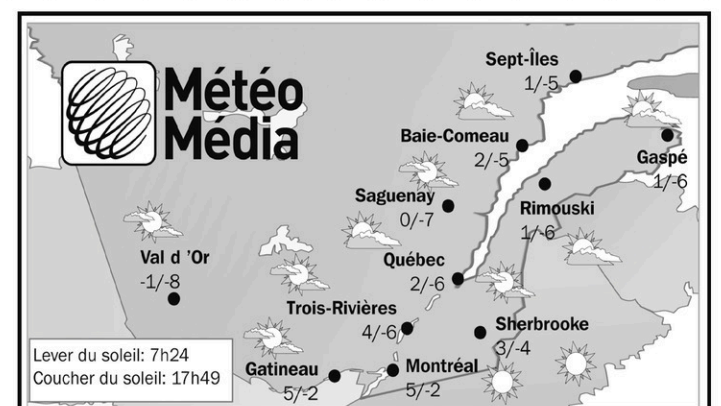 Météo
Média
Sept-Îles
1/-5
Baie-Comeau
2/-5
Gaspé
1/-6
Saguenay
0/-7
Rimouski
1/-6
Val d 'Or
-1/-8
Québec
2/-6
Trois-Rivières
4/-6
Sherbrooke
3/-4
Gatineau
5/-2
Montréal
5/-2
Lever du soleil: 7h24
Coucher du soleil: 17h49